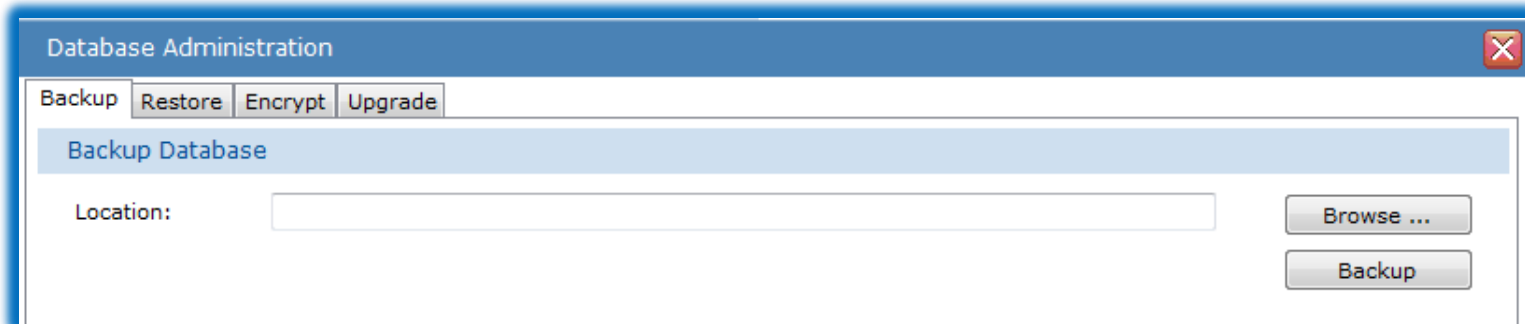 Database Administration
Backup Restore Encrypt Upgrade
Backup Database
Location:
Browse ...
Backup